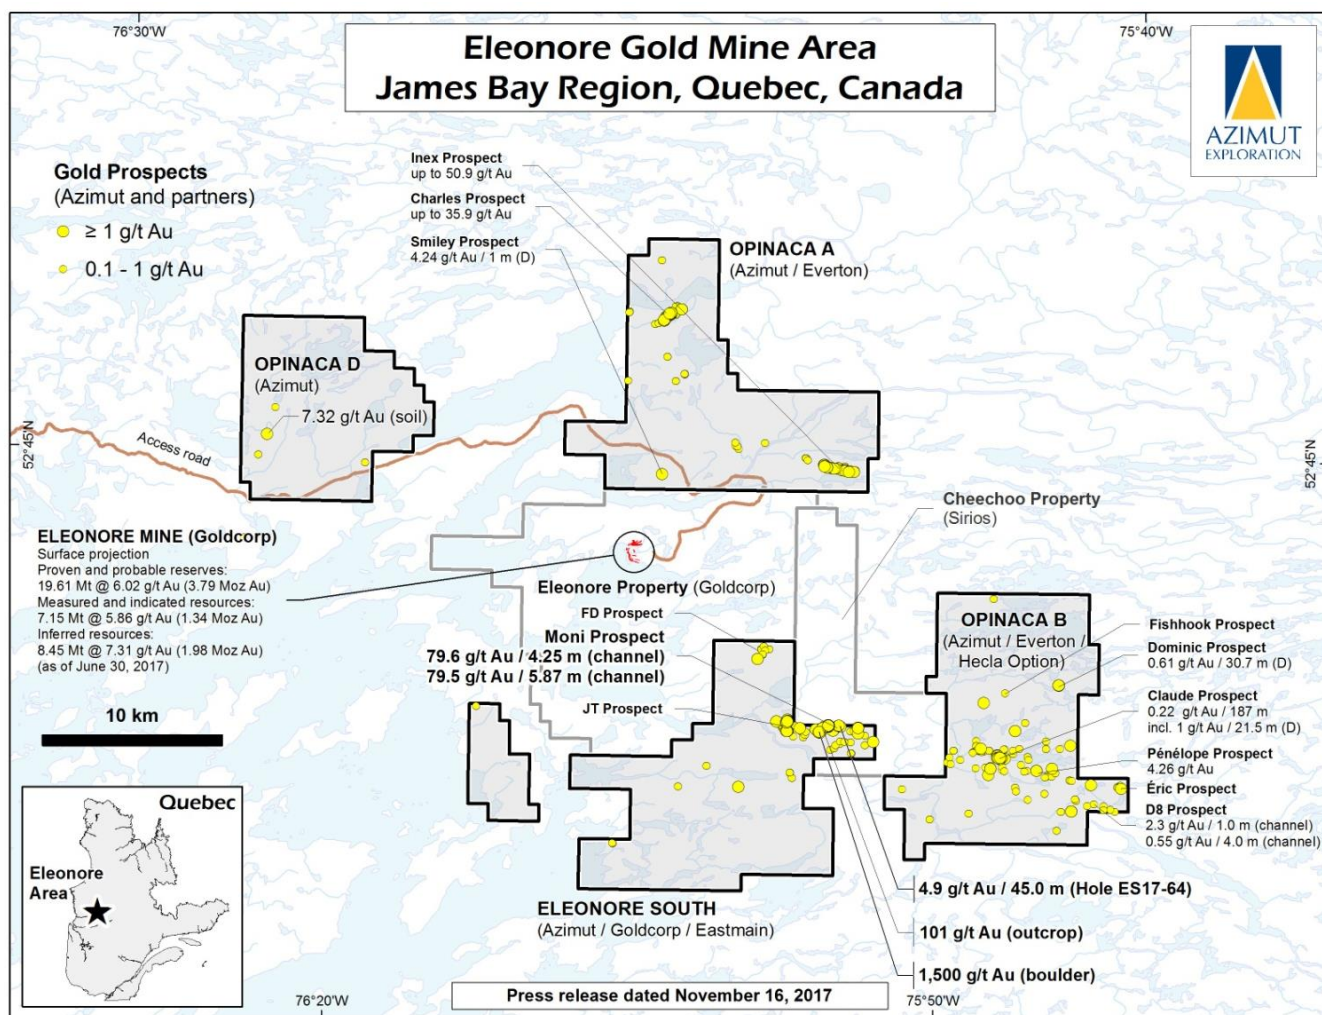 76°30'W
75°40'W
Eleonore Gold Mine Area
James Bay Region, Quebec, Canada
AZIMUT
EXPLORATION
Gold Prospects
(Azimut and partners)
≥ 1 g/t Au
0.1 - 1 g/t Au
Inex Prospect
up to 50.9 g/t Au
Charles Prospect
up to 35.9 g/t Au
Smiley Prospect
4.24 g/t Au / 1 m (D)
OPINACA A
(Azimut / Everton)
OPINACA D
(Azimut)
7.32 g/t Au (soil)
52°45'N
Access road
52°45'N
Cheechoo Property
(Sirios)
ELEONORE MINE (Goldcorp)
Surface projection
Proven and probable reserves:
19.61 Mt @ 6.02 g/t Au (3.79 Moz Au)
Measured and indicated resources:
7.15 Mt @ 5.86 g/t Au (1.34 Moz Au)
Inferred resources:
8.45 Mt @ 7.31 g/t Au (1.98 Moz Au)
(as of June 30, 2017)
Eleonore Property (Goldcorp)
FD Prospect
Moni Prospect
79.6 g/t Au / 4.25 m (channel)
79.5 g/t Au / 5.87 m (channel)
JT Prospect
OPINACA B
(Azimut / Everton /
Hecla Option)
Fishhook Prospect
Dominic Prospect
0.61 g/t Au / 30.7 m (D)
Claude Prospect
0.22 g/t Au / 187 m
incl. 1 g/t Au / 21.5 m (D)
Pénélope Prospect
4.26 g/t Au
Éric Prospect
D8 Prospect
2.3 g/t Au / 1.0 m (channel)
0.55 g/t Au / 4.0 m (channel)
10 km
Quebec
Eleonore
Area
ELEONORE SOUTH
(Azimut / Goldcorp / Eastmain)
4.9 g/t Au / 45.0 m (Hole ES17-64)
101 g/t Au (outcrop)
1,500 g/t Au (boulder)
76°20'W
Press release dated November 16, 2017
75°50'W